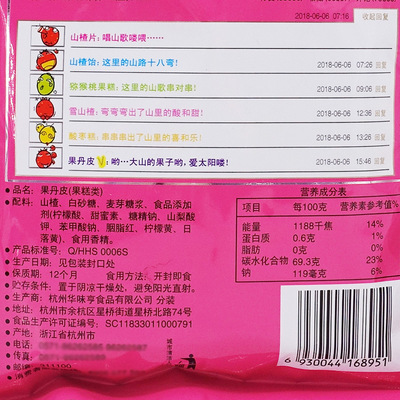 2018-06-06 07:16 收起回复
山楂片：唱山歌喽喂……
山楂饴：这里的山路十八弯！
2018-06-06 07:26 回复
猕猴桃果糕：这里的山歌串对串！
2018-06-06 09:06 回复
雪山楂：弯弯弯出了山里的酸和甜！
2018-06-06 12:36 回复
酸枣糕：串串串出了山里的喜和乐！
2018-06-06 13:26 回复
果丹皮V：哟…大山的果子哟，爱太阳喽！
2018-06-06 15:46 回复
品名：果丹皮(果糕类)
配料：山楂、白砂糖、麦芽糖浆、食品添加
剂(柠檬酸、甜蜜素、糖精钠、山梨酸
钾、苯甲酸钠、胭脂红、柠檬黄、日
落黄)、食用香精。
产品标准号：Q/HHS 0006S
生产日期：见包装封口处
保质期：12个月 食用方法：开封即食
贮存条件：置于阴凉干燥处、避免阳光直射。
生产商：杭州华味亨食品有限公司 分装
地址：杭州市余杭区星桥街道星桥北路74号
食品生产许可证编号：SC11833011000791
产地：浙江省杭州市
电话：
传真：
邮编：311100
营养成分表
项目 每100克 营养素参考值%
能量 1188千焦 14%
蛋白质 0.6克 1%
脂肪 0克 0%
碳水化合物 69.3克 23%
钠 119毫克 6%
6 930044 168951